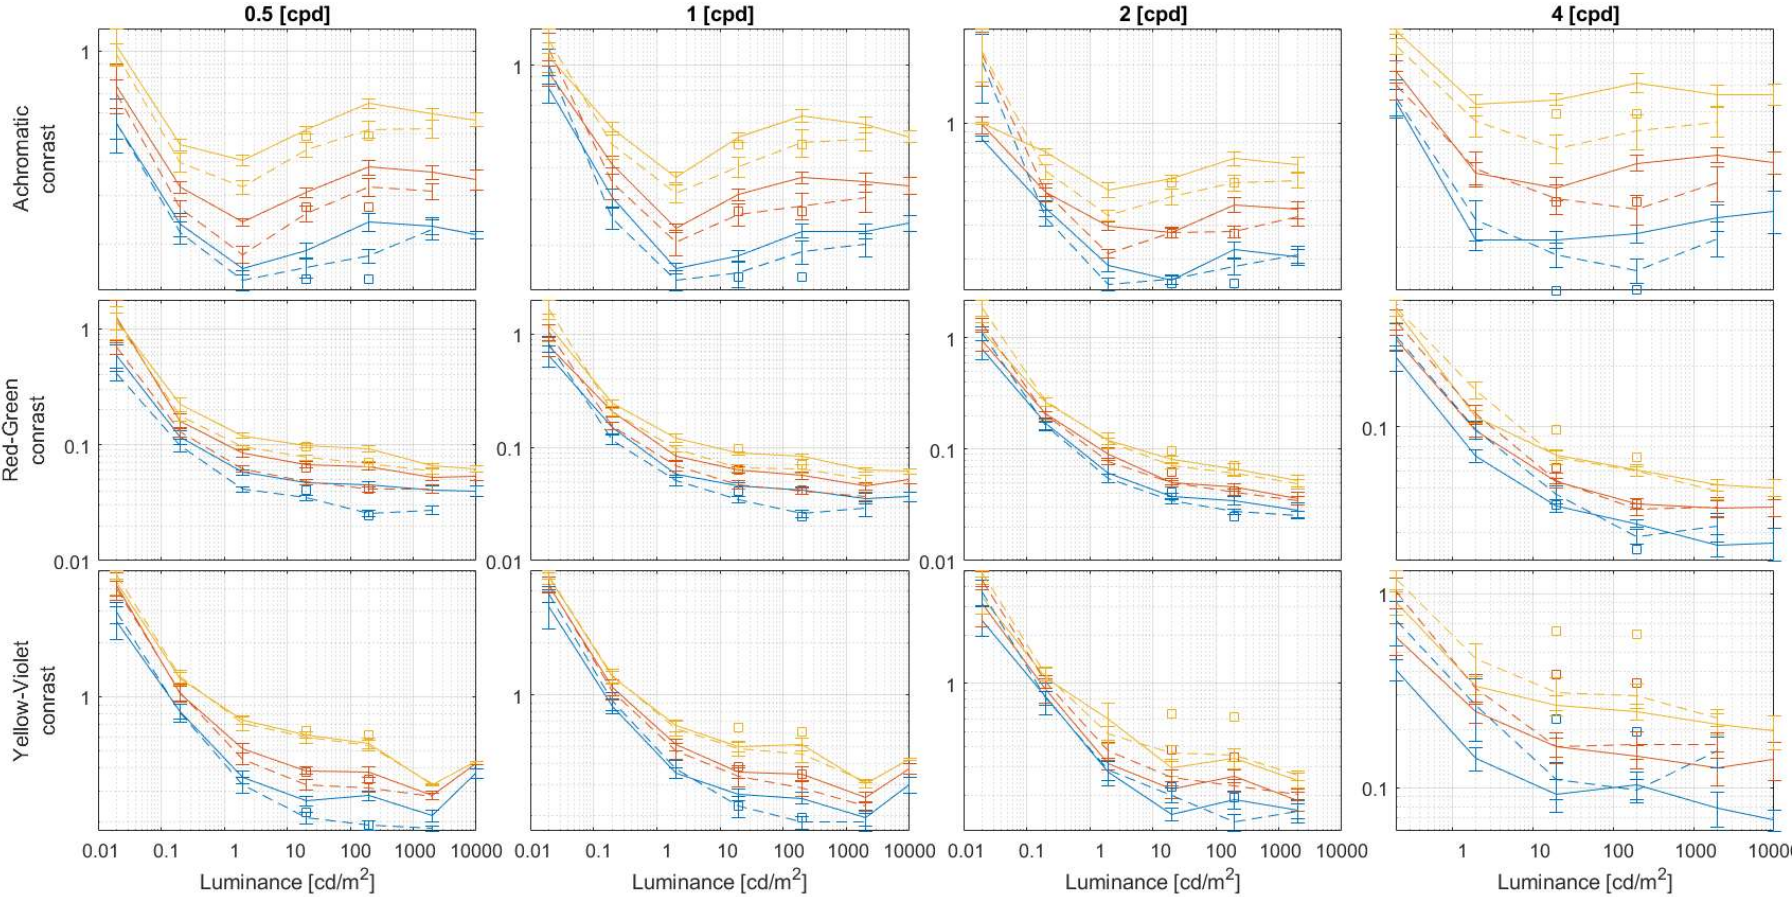 0.5 [cpd] 1 [cpd] 2 [cpd] 4 [cpd]
Achromatic
conrast
1 1 1
Red-Green
conrast
1 1 1
0.1 0.1 0.1 0.1
0.01 0.01 0.01
Yellow-Violet
conrast
1 1 1 1
0.1
0.01 0.1 1 10 100 1000 10000 0.01 0.1 1 10 100 1000 10000 0.01 0.1 1 10 100 1000 10000 1 10 100 1000 1000
Luminance [cd/m2] Luminance [cd/m2] Luminance [cd/m2] Luminance [cd/m2]